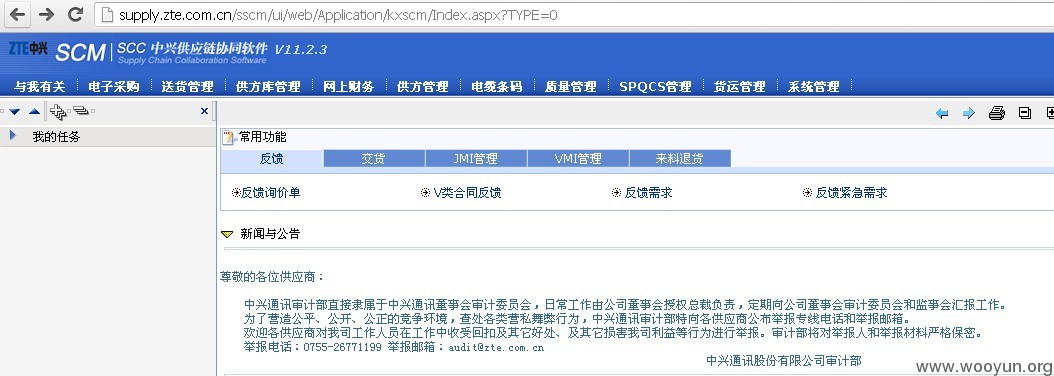 supply.zte.com.cn/sscm/ui/web/Application/kxscm/Index.aspx?TYPE=0
ZTE中兴 SCM SCC 中兴供应链协同软件 V11.2.3
Supply Chain Collaboration Software
与我有关 电子采购 送货管理 供方库管理 网上财务 供方管理 电缆条码 质量管理 SPQCS管理 货运管理 系统管理
我的任务
常用功能
反馈 交货 JMI管理 VMI管理 来料退货
反馈询价单 V类合同反馈 反馈需求 反馈紧急需求
新闻与公告
尊敬的各位供应商：
中兴通讯审计部直接隶属于中兴通讯董事会审计委员会，日常工作由公司董事会授权总裁负责，定期向公司董事会审计委员会和监事会汇报工作。
为了营造公平、公开、公正的竞争环境，查处各类营私舞弊行为，中兴通讯审计部特向各供应商公布举报专线电话和举报邮箱。
欢迎各供应商对我司工作人员在工作中收受回扣及其它好处、及其它损害我司利益等行为进行举报。审计部将对举报人和举报材料严格保密。
举报电话：0755-26771199 举报邮箱：audit@zte.com.cn
中兴通讯股份有限公司审计部
www.wooyun.org